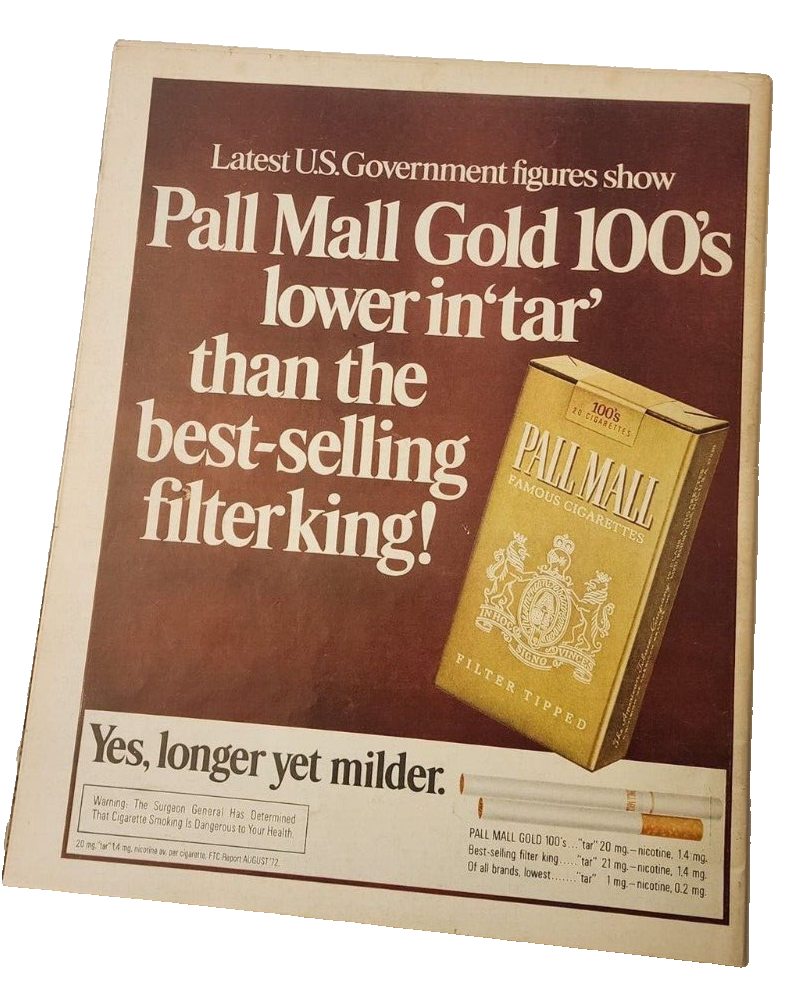 Latest U.S. Government figures show
Pall Mall Gold 100's
lower in 'tar'
than the
best-selling
filter king!
100's
20 CIGARETTES
PALL MALL
FAMOUS CIGARETTES
IN HOC
SIGNO
VINCES
FILTER TIPPED
Yes, longer yet milder.
Warning: The Surgeon General Has Determined
That Cigarette Smoking Is Dangerous to Your Health.
20 mg. "tar" 1.4 mg. nicotine av. per cigarette, FTC Report AUGUST '72.
PALL MALL GOLD 100's...."tar" 20 mg.–nicotine, 1.4 mg.
Best-selling filter king....."tar" 21 mg.–nicotine, 1.4 mg.
Of all brands, lowest......."tar" 1 mg.–nicotine, 0.2 mg.